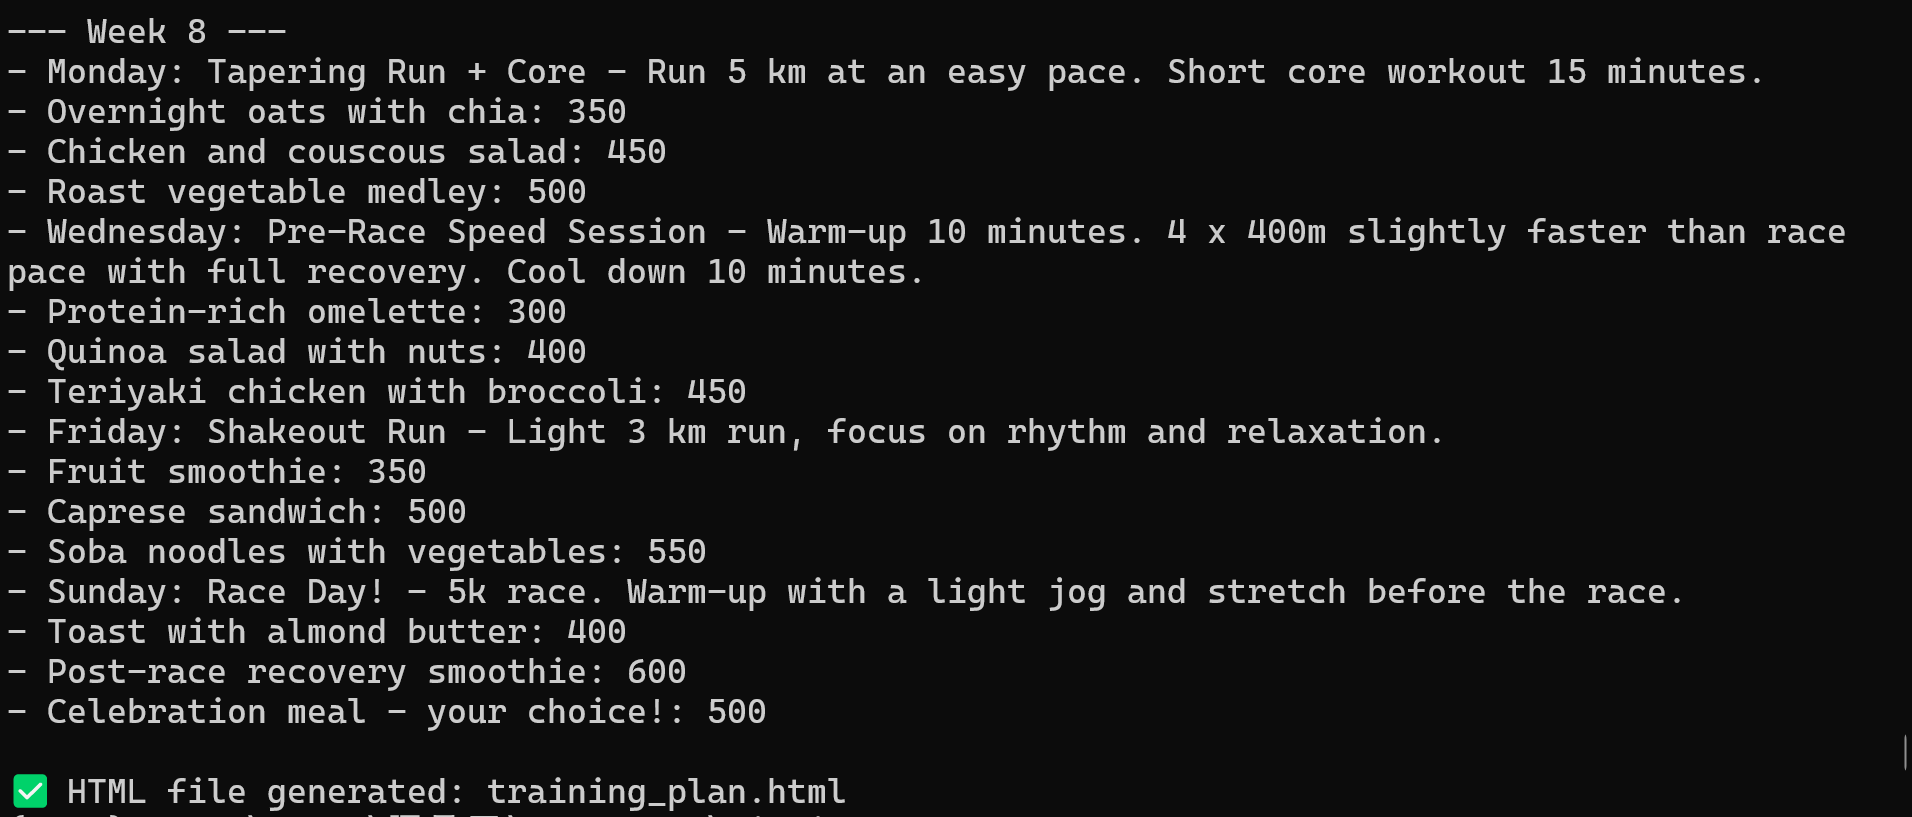 --- Week 8 ---
- Monday: Tapering Run + Core - Run 5 km at an easy pace. Short core workout 15 minutes.
- Overnight oats with chia: 350
- Chicken and couscous salad: 450
- Roast vegetable medley: 500
- Wednesday: Pre-Race Speed Session - Warm-up 10 minutes. 4 x 400m slightly faster than race
pace with full recovery. Cool down 10 minutes.
- Protein-rich omelette: 300
- Quinoa salad with nuts: 400
- Teriyaki chicken with broccoli: 450
- Friday: Shakeout Run - Light 3 km run, focus on rhythm and relaxation.
- Fruit smoothie: 350
- Caprese sandwich: 500
- Soba noodles with vegetables: 550
- Sunday: Race Day! - 5k race. Warm-up with a light jog and stretch before the race.
- Toast with almond butter: 400
- Post-race recovery smoothie: 600
- Celebration meal - your choice!: 500
✅ HTML file generated: training_plan.html